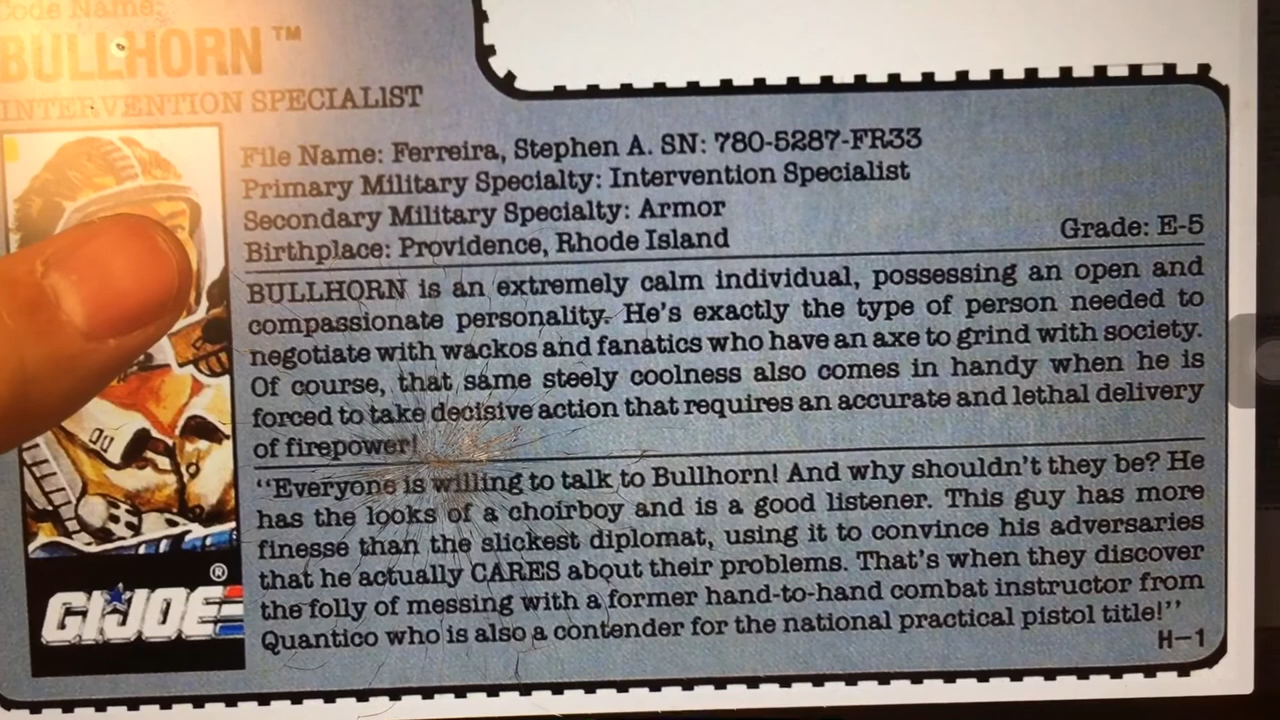 Code Name:
BULLHORN™
INTERVENTION SPECIALIST
File Name: Ferreira, Stephen A. SN: 780-5287-FR33
Primary Military Specialty: Intervention Specialist
Secondary Military Specialty: Armor
Birthplace: Providence, Rhode Island
Grade: E-5
BULLHORN is an extremely calm individual, possessing an open and
compassionate personality. He's exactly the type of person needed to
negotiate with wackos and fanatics who have an axe to grind with society.
Of course, that same steely coolness also comes in handy when he is
forced to take decisive action that requires an accurate and lethal delivery
of firepower!
"Everyone is willing to talk to Bullhorn! And why shouldn't they be? He
has the looks of a choirboy and is a good listener. This guy has more
finesse than the slickest diplomat, using it to convince his adversaries
that he actually CARES about their problems. That's when they discover
the folly of messing with a former hand-to-hand combat instructor from
Quantico who is also a contender for the national practical pistol title!"
H-1
GI JOE®